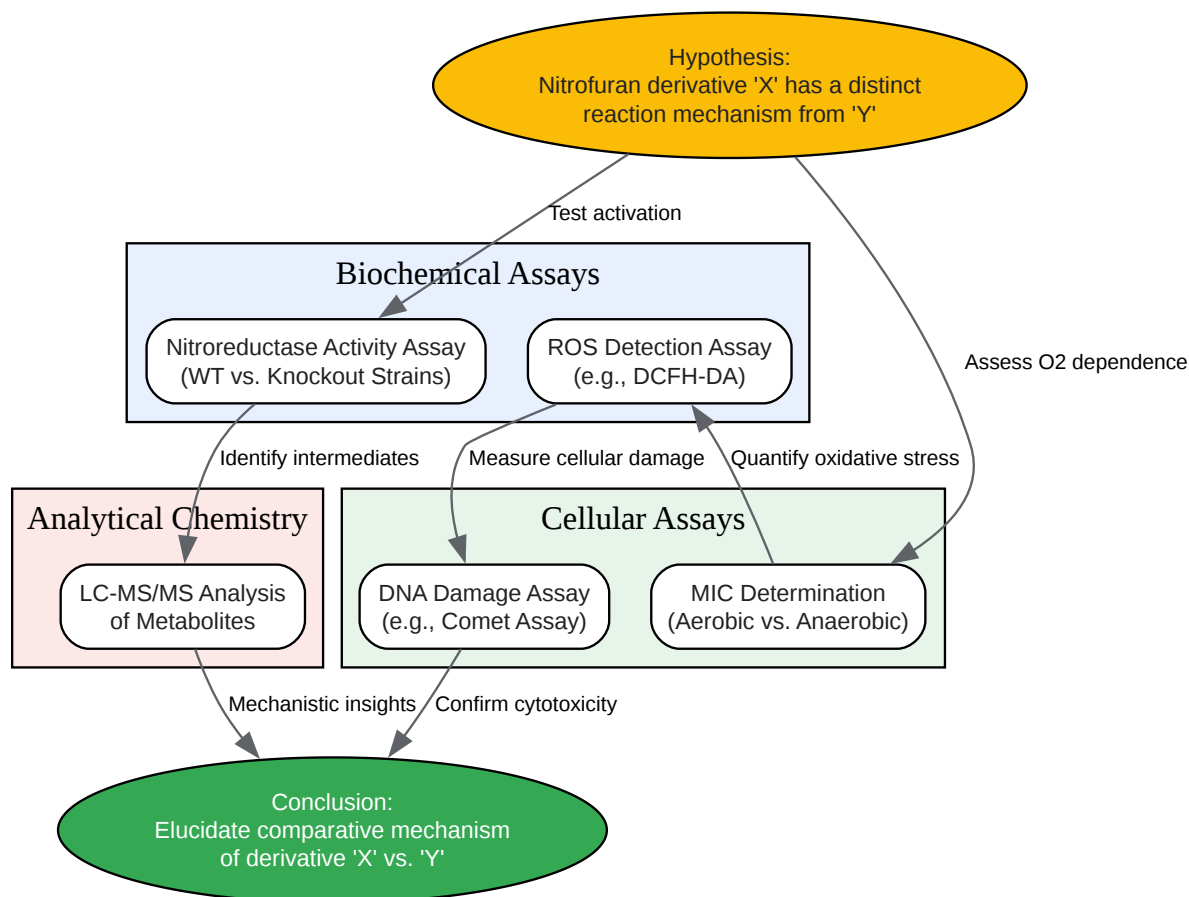 Hypothesis:
Nitrofuran derivative 'X' has a distinct
reaction mechanism from 'Y'
Test activation
Biochemical Assays
Nitroreductase Activity Assay
(WT vs. Knockout Strains)
ROS Detection Assay
(e.g., DCFH-DA)
Assess O2 dependence
Identify intermediates
Measure cellular damage
Quantify oxidative stress
Analytical Chemistry
Cellular Assays
LC-MS/MS Analysis
of Metabolites
DNA Damage Assay
(e.g., Comet Assay)
MIC Determination
(Aerobic vs. Anaerobic)
Mechanistic insights
Confirm cytotoxicity
Conclusion:
Elucidate comparative mechanism
of derivative 'X' vs. 'Y'